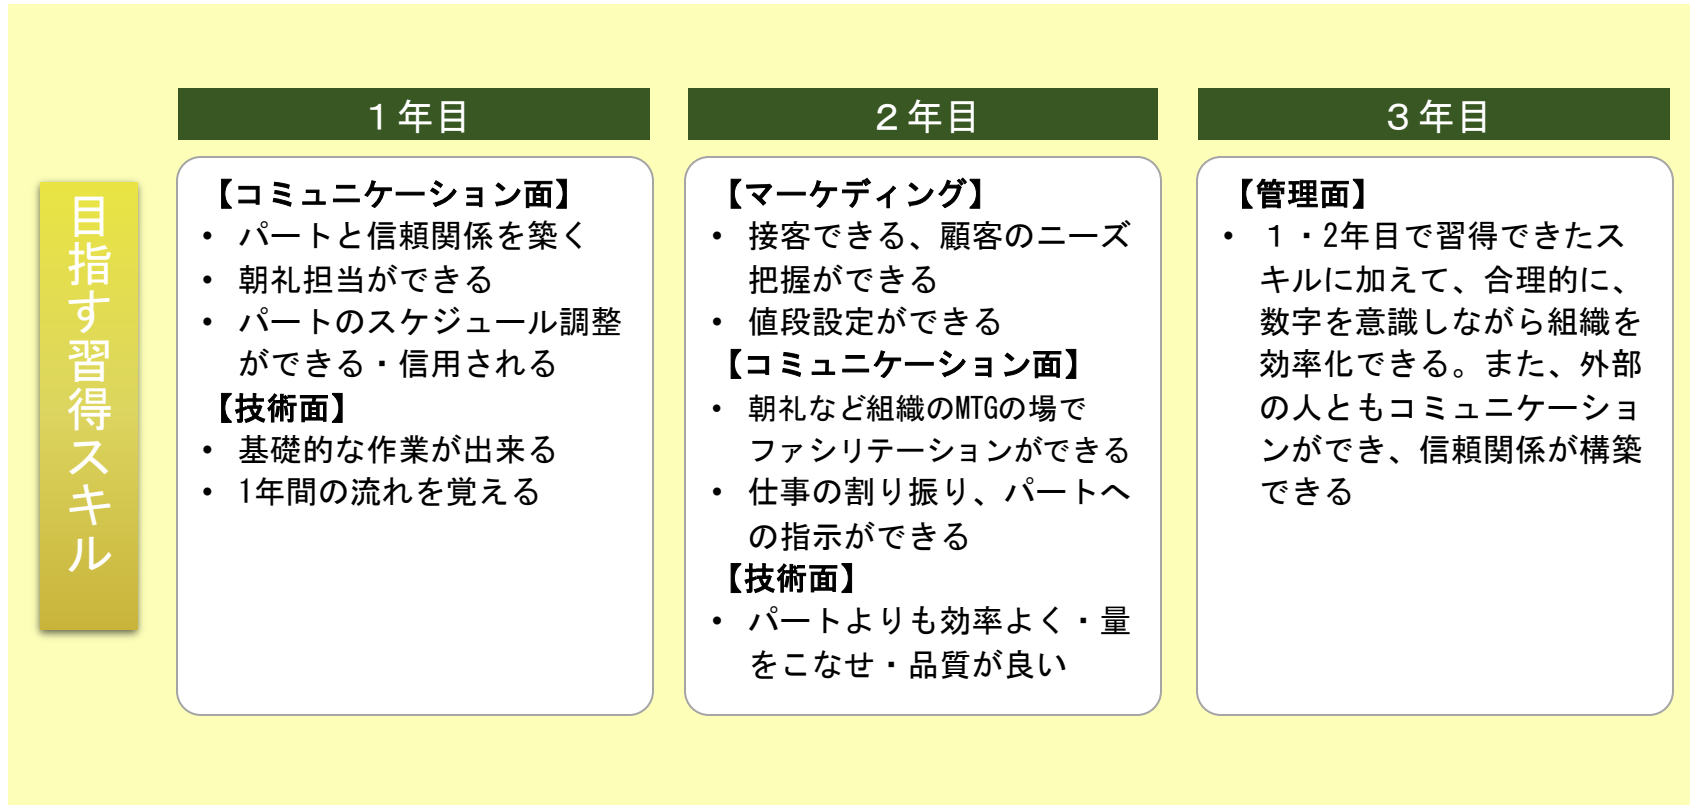 目指す習得スキル
１年目
【コミュニケーション面】
• パートと信頼関係を築く
• 朝礼担当ができる
• パートのスケジュール調整
ができる・信用される
【技術面】
• 基礎的な作業が出来る
• 1年間の流れを覚える
２年目
【マーケディング】
• 接客できる、顧客のニーズ
把握ができる
• 値段設定ができる
【コミュニケーション面】
• 朝礼など組織のMTGの場で
ファシリテーションができる
• 仕事の割り振り、パートへ
の指示ができる
【技術面】
• パートよりも効率よく・量
をこなせ・品質が良い
３年目
【管理面】
• １・2年目で習得できたス
キルに加えて、合理的に、
数字を意識しながら組織を
効率化できる。また、外部
の人ともコミュニケーショ
ンができ、信頼関係が構築
できる